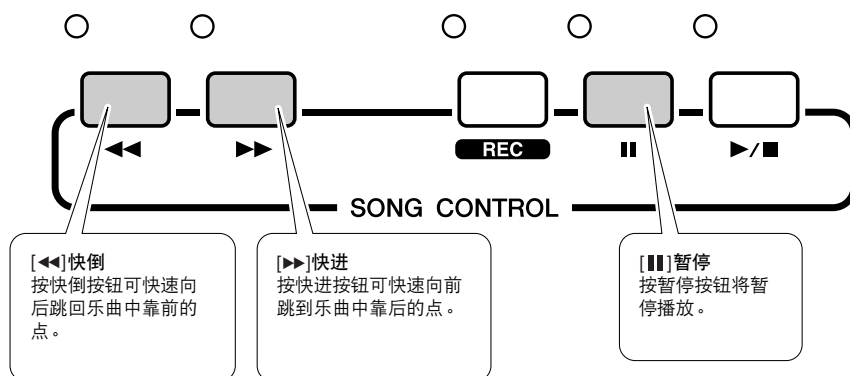 ◀◀
▶▶
REC
▶/■
SONG CONTROL
[◀◀]快倒
按快倒按钮可快速向
后跳回乐曲中靠前的
点。
[▶▶]快进
按快进按钮可快速向前
跳到乐曲中靠后的点。
[▮▮]暂停
按暂停按钮将暂
停播放。